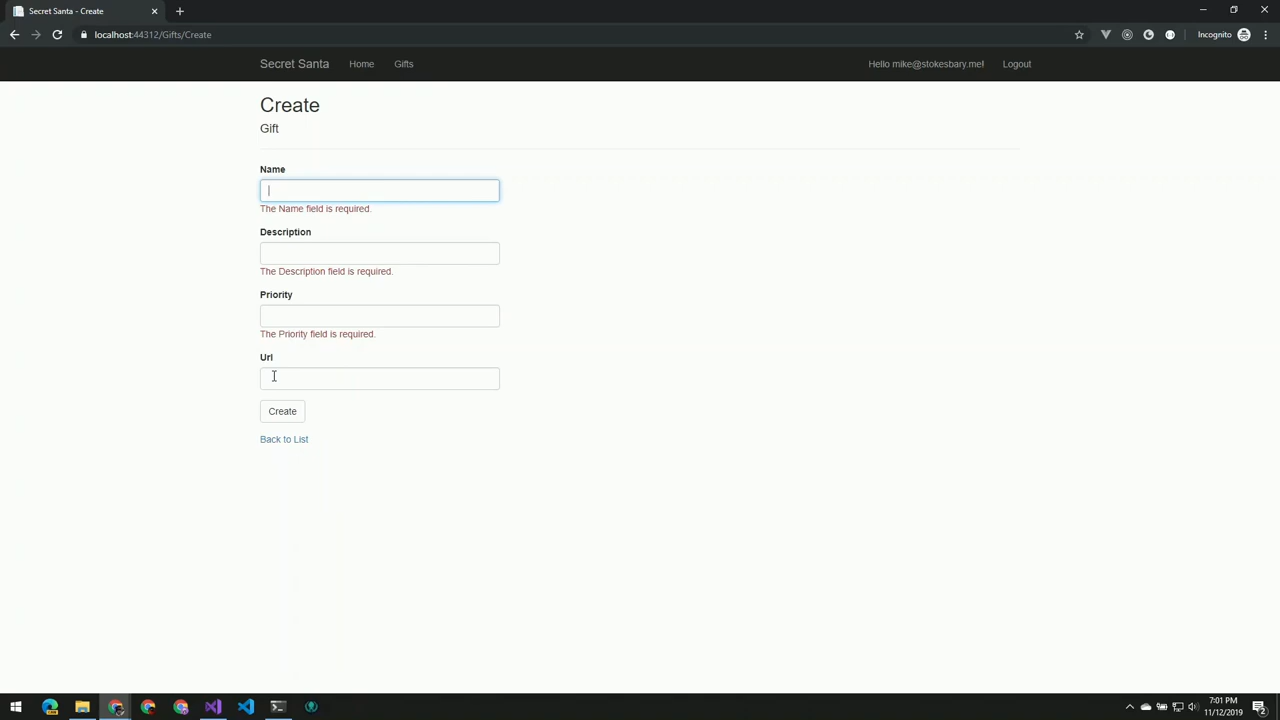 Secret Santa - Create
localhost:44312/Gifts/Create
Incognito
Secret Santa Home Gifts Hello mike@stokesbary.me! Logout
Create
Gift
Name
The Name field is required.
Description
The Description field is required.
Priority
The Priority field is required.
Url
Create
Back to List
7:01 PM
11/12/2019
2